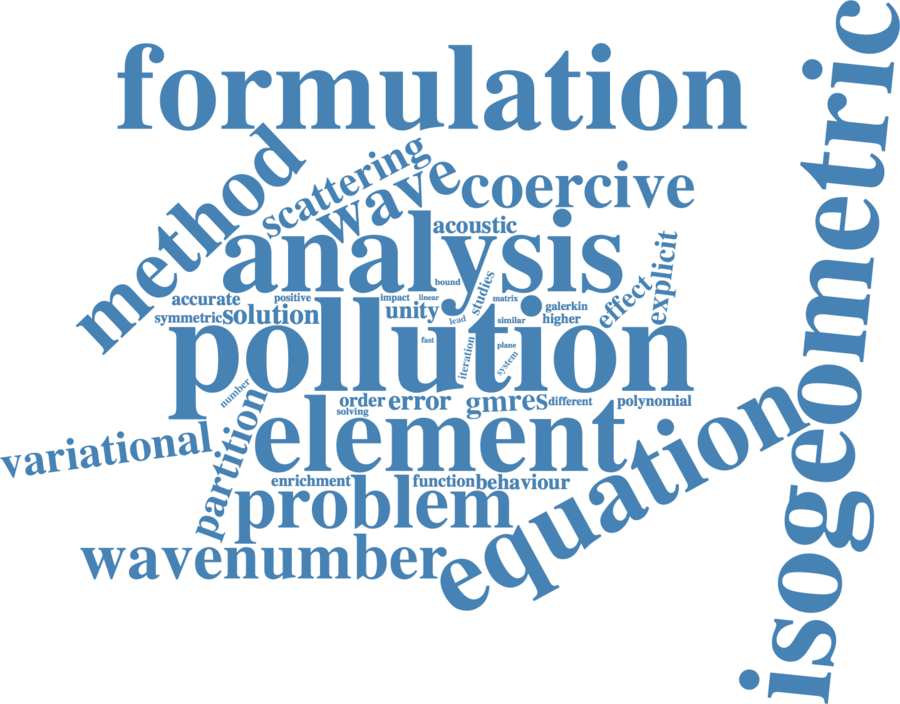 formulation
isogeometric
method
scattering
wave
coercive
acoustic
analysis
explicit
effect
studies
bound
accurate
positive
impact
linear
matrix
galerkin
symmetric
solution
unity
lead
similar
higher
pollution
fast
iteration
plane
system
number
partition
order
error
gmres
different
polynomial
solving
element
equation
variational
enrichment
function
behaviour
problem
wavenumber